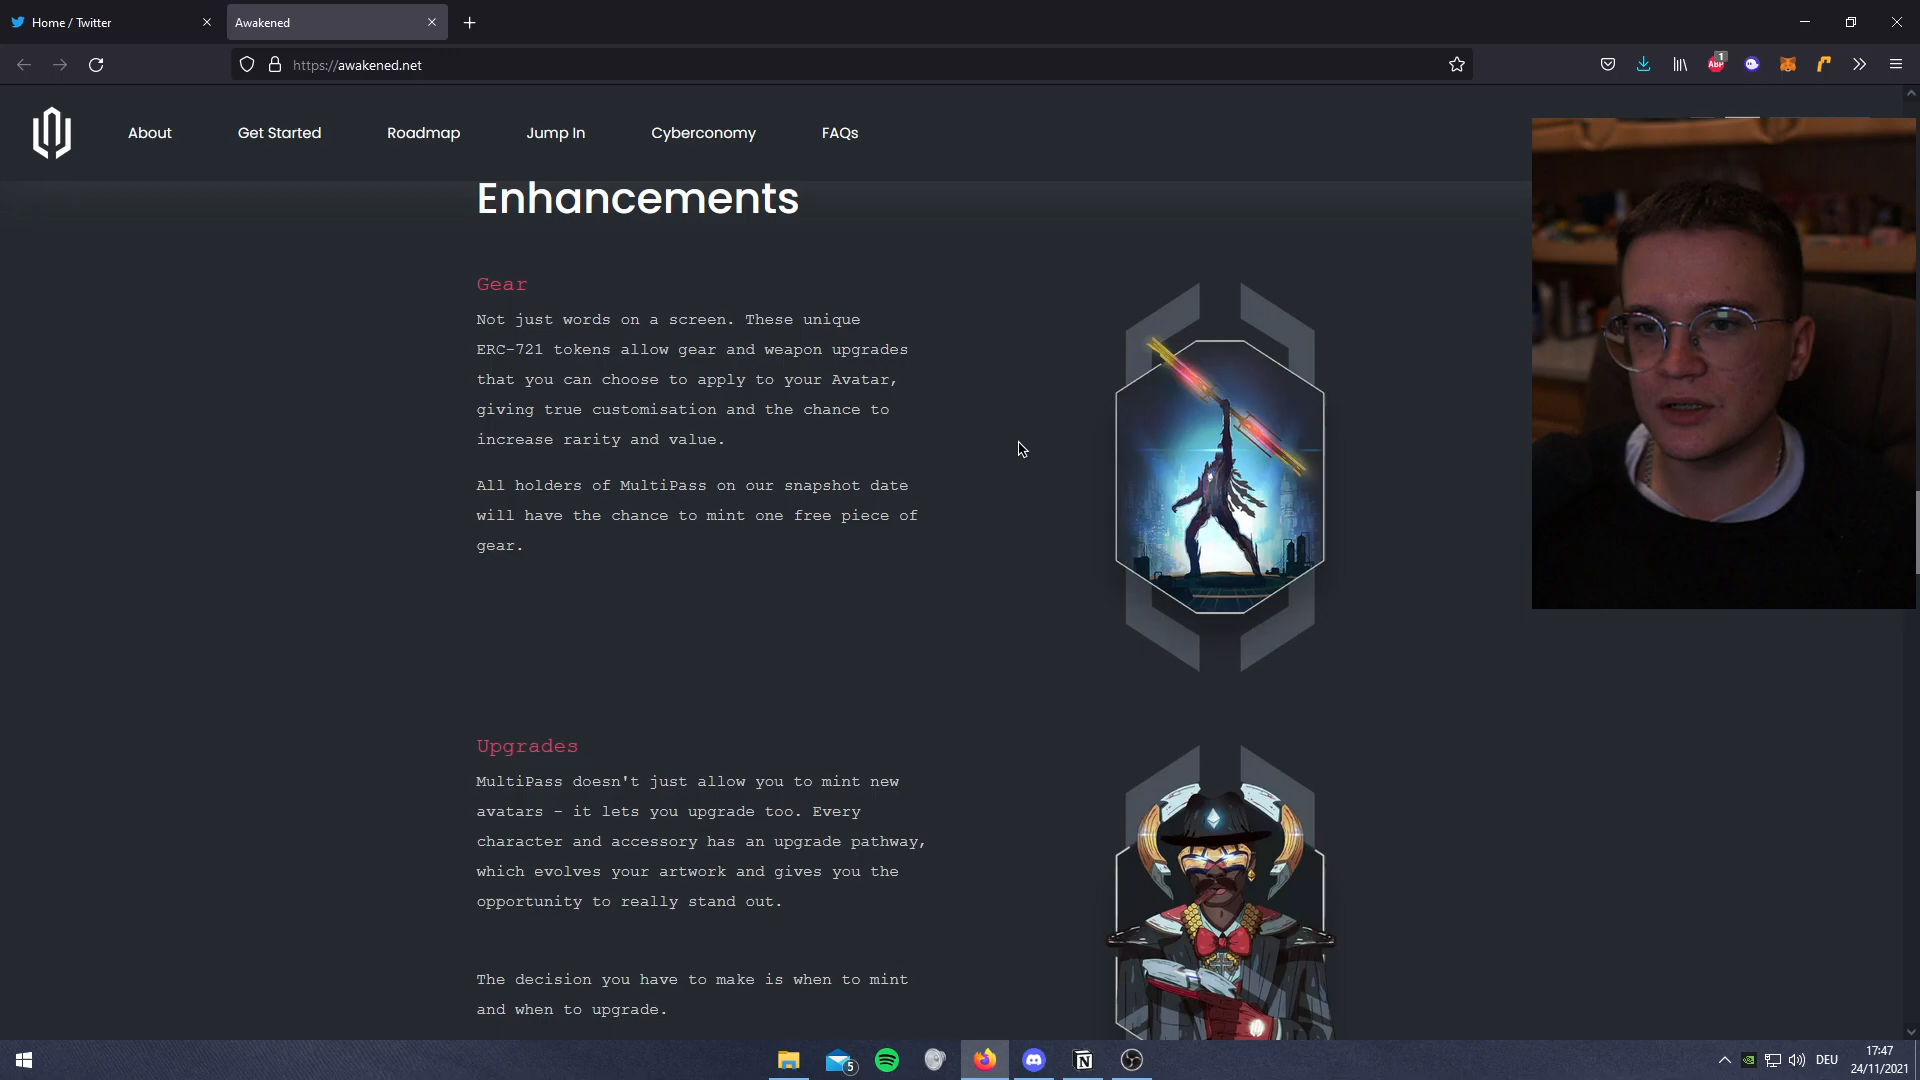 Home / Twitter
Awakened
https://awakened.net
1
ABP
About
Get Started
Roadmap
Jump In
Cyberconomy
FAQs
Enhancements
Gear
Not just words on a screen. These unique
ERC-721 tokens allow gear and weapon upgrades
that you can choose to apply to your Avatar,
giving true customisation and the chance to
increase rarity and value.
All holders of MultiPass on our snapshot date
will have the chance to mint one free piece of
gear.
Upgrades
MultiPass doesn't just allow you to mint new
avatars - it lets you upgrade too. Every
character and accessory has an upgrade pathway,
which evolves your artwork and gives you the
opportunity to really stand out.
The decision you have to make is when to mint
and when to upgrade.
5
DEU
17:47
24/11/2021